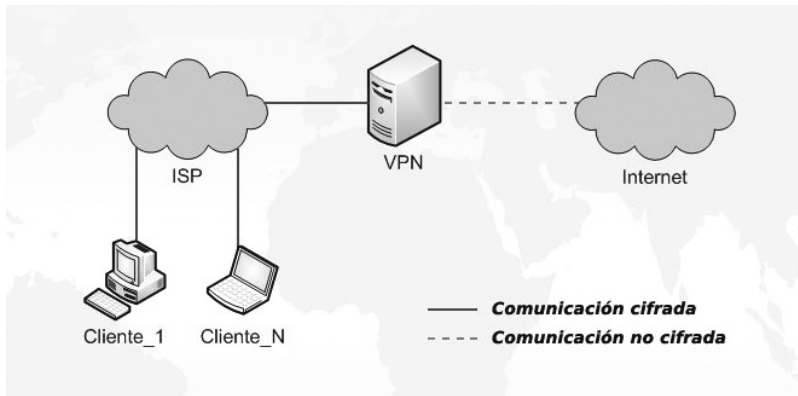 ISP
VPN
Internet
Cliente_1
Cliente_N
Comunicación cifrada
Comunicación no cifrada